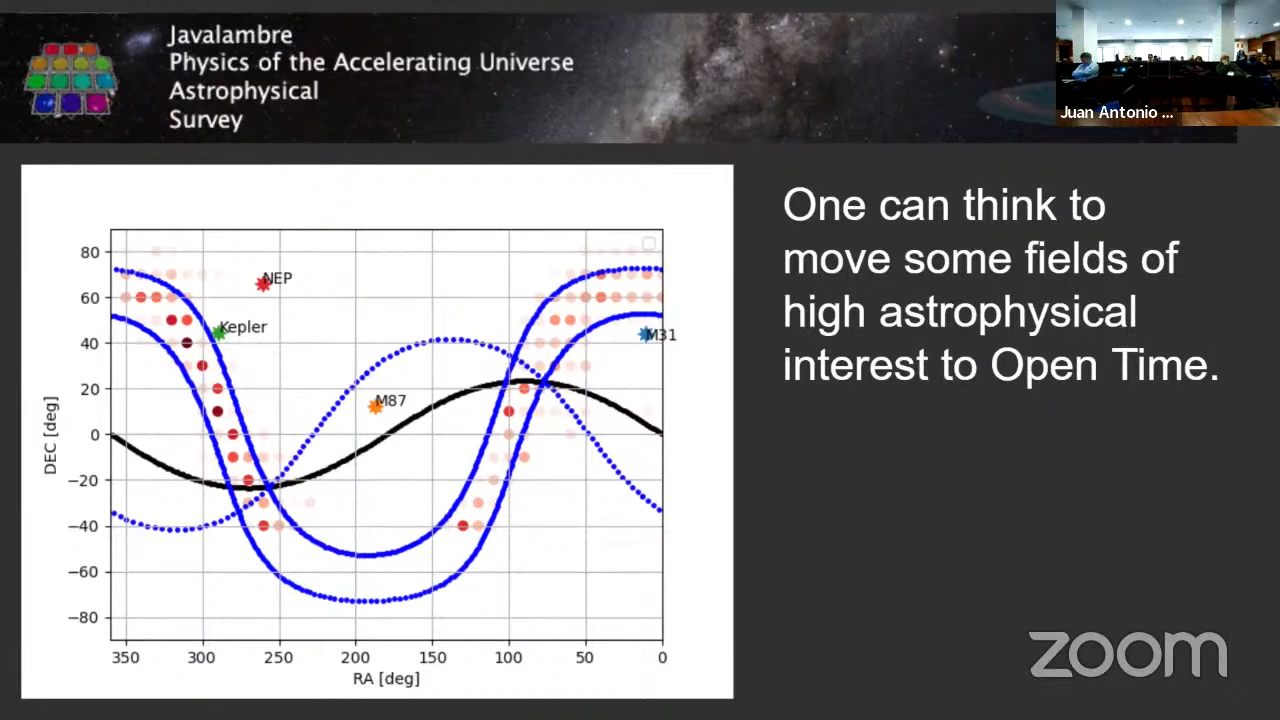 Javalambre
Physics of the Accelerating Universe
Astrophysical
Survey
Juan Antonio ...
One can think to
move some fields of
high astrophysical
interest to Open Time.
80
60
40
20
0
−20
−40
−60
−80
DEC [deg]
NEP
Kepler
M31
M87
350
300
250
200
150
100
50
0
RA [deg]
zoom